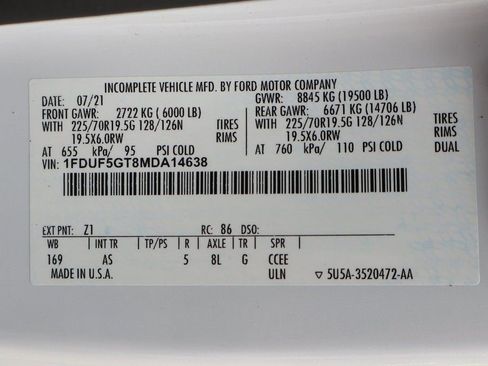 INCOMPLETE VEHICLE MFD. BY FORD MOTOR COMPANY
DATE: 07/21 GVWR: 8845 KG (19500 LB)
FRONT GAWR: 2722 KG ( 6000 LB) REAR GAWR: 6671 KG (14706 LB)
WITH 225/70R19.5G 128/126N TIRES WITH 225/70R19.5G 128/126N TIRES
19.5X6.0RW RIMS 19.5X6.0RW RIMS
AT 655 kPa/ 95 PSI COLD AT 760 kPa/ 110 PSI COLD DUAL
VIN: 1FDUF5GT8MDA14638
EXT PNT: Z1 RC: 86 DSO:
WB INT TR TP/PS R AXLE TR SPR
169 AS 5 8L G CCEE
MADE IN U.S.A. ULN ▽ 5U5A-3520472-AA